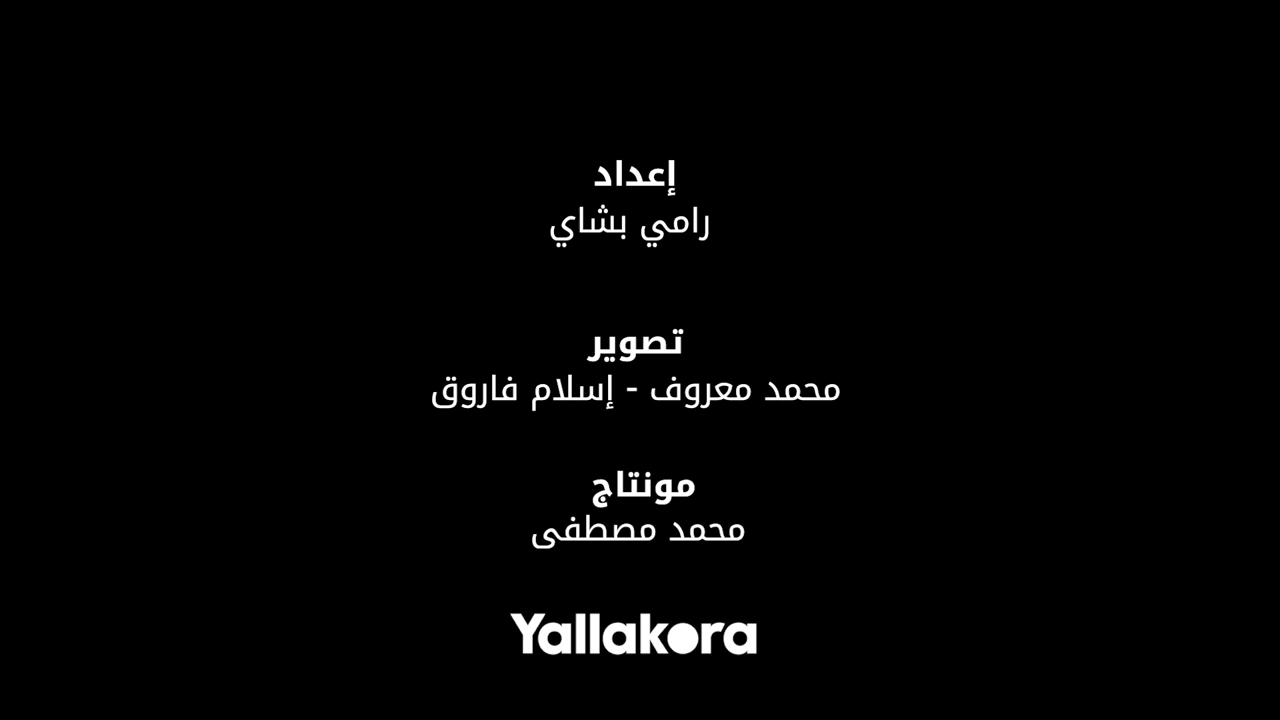 إعداد
رامي بشاي
تصوير
محمد معروف - إسلام فاروق
مونتاج
محمد مصطفى
Yallakora